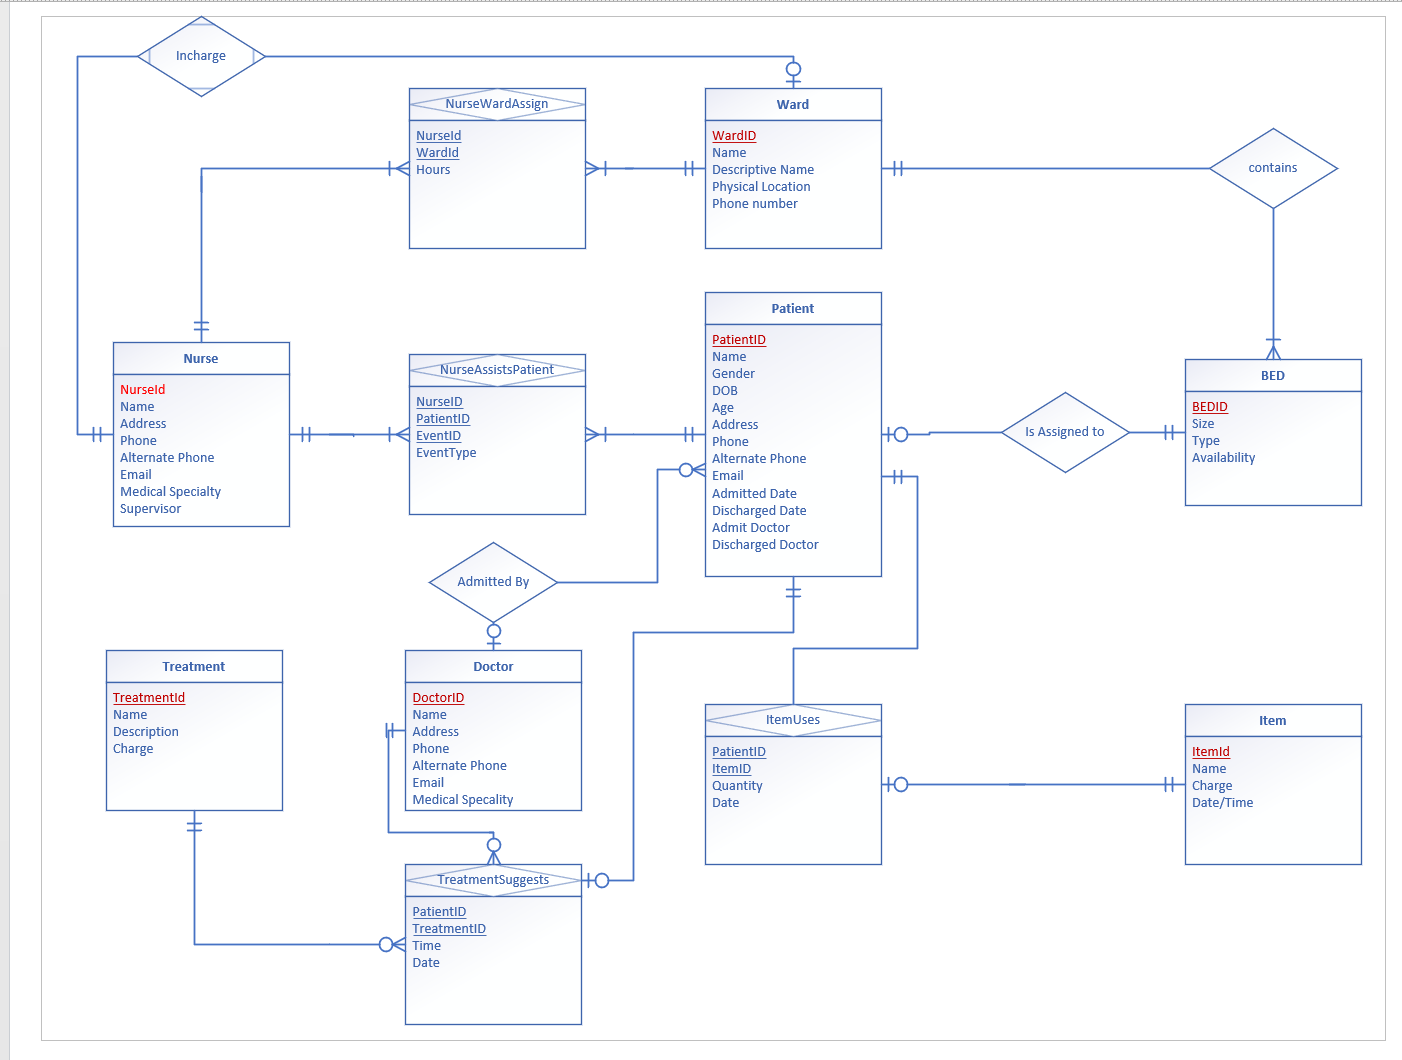 Incharge
NurseWardAssign
NurseId
WardId
Hours
Ward
WardID
Name
Descriptive Name
Physical Location
Phone number
contains
Nurse
NurseId
Name
Address
Phone
Alternate Phone
Email
Medical Specialty
Supervisor
NurseAssistsPatient
NurseID
PatientID
EventID
EventType
Patient
PatientID
Name
Gender
DOB
Age
Address
Phone
Alternate Phone
Email
Admitted Date
Discharged Date
Admit Doctor
Discharged Doctor
Is Assigned to
BED
BEDID
Size
Type
Availability
Admitted By
Treatment
TreatmentId
Name
Description
Charge
Doctor
DoctorID
Name
Address
Phone
Alternate Phone
Email
Medical Specality
ItemUses
PatientID
ItemID
Quantity
Date
Item
ItemId
Name
Charge
Date/Time
TreatmentSuggests
PatientID
TreatmentID
Time
Date